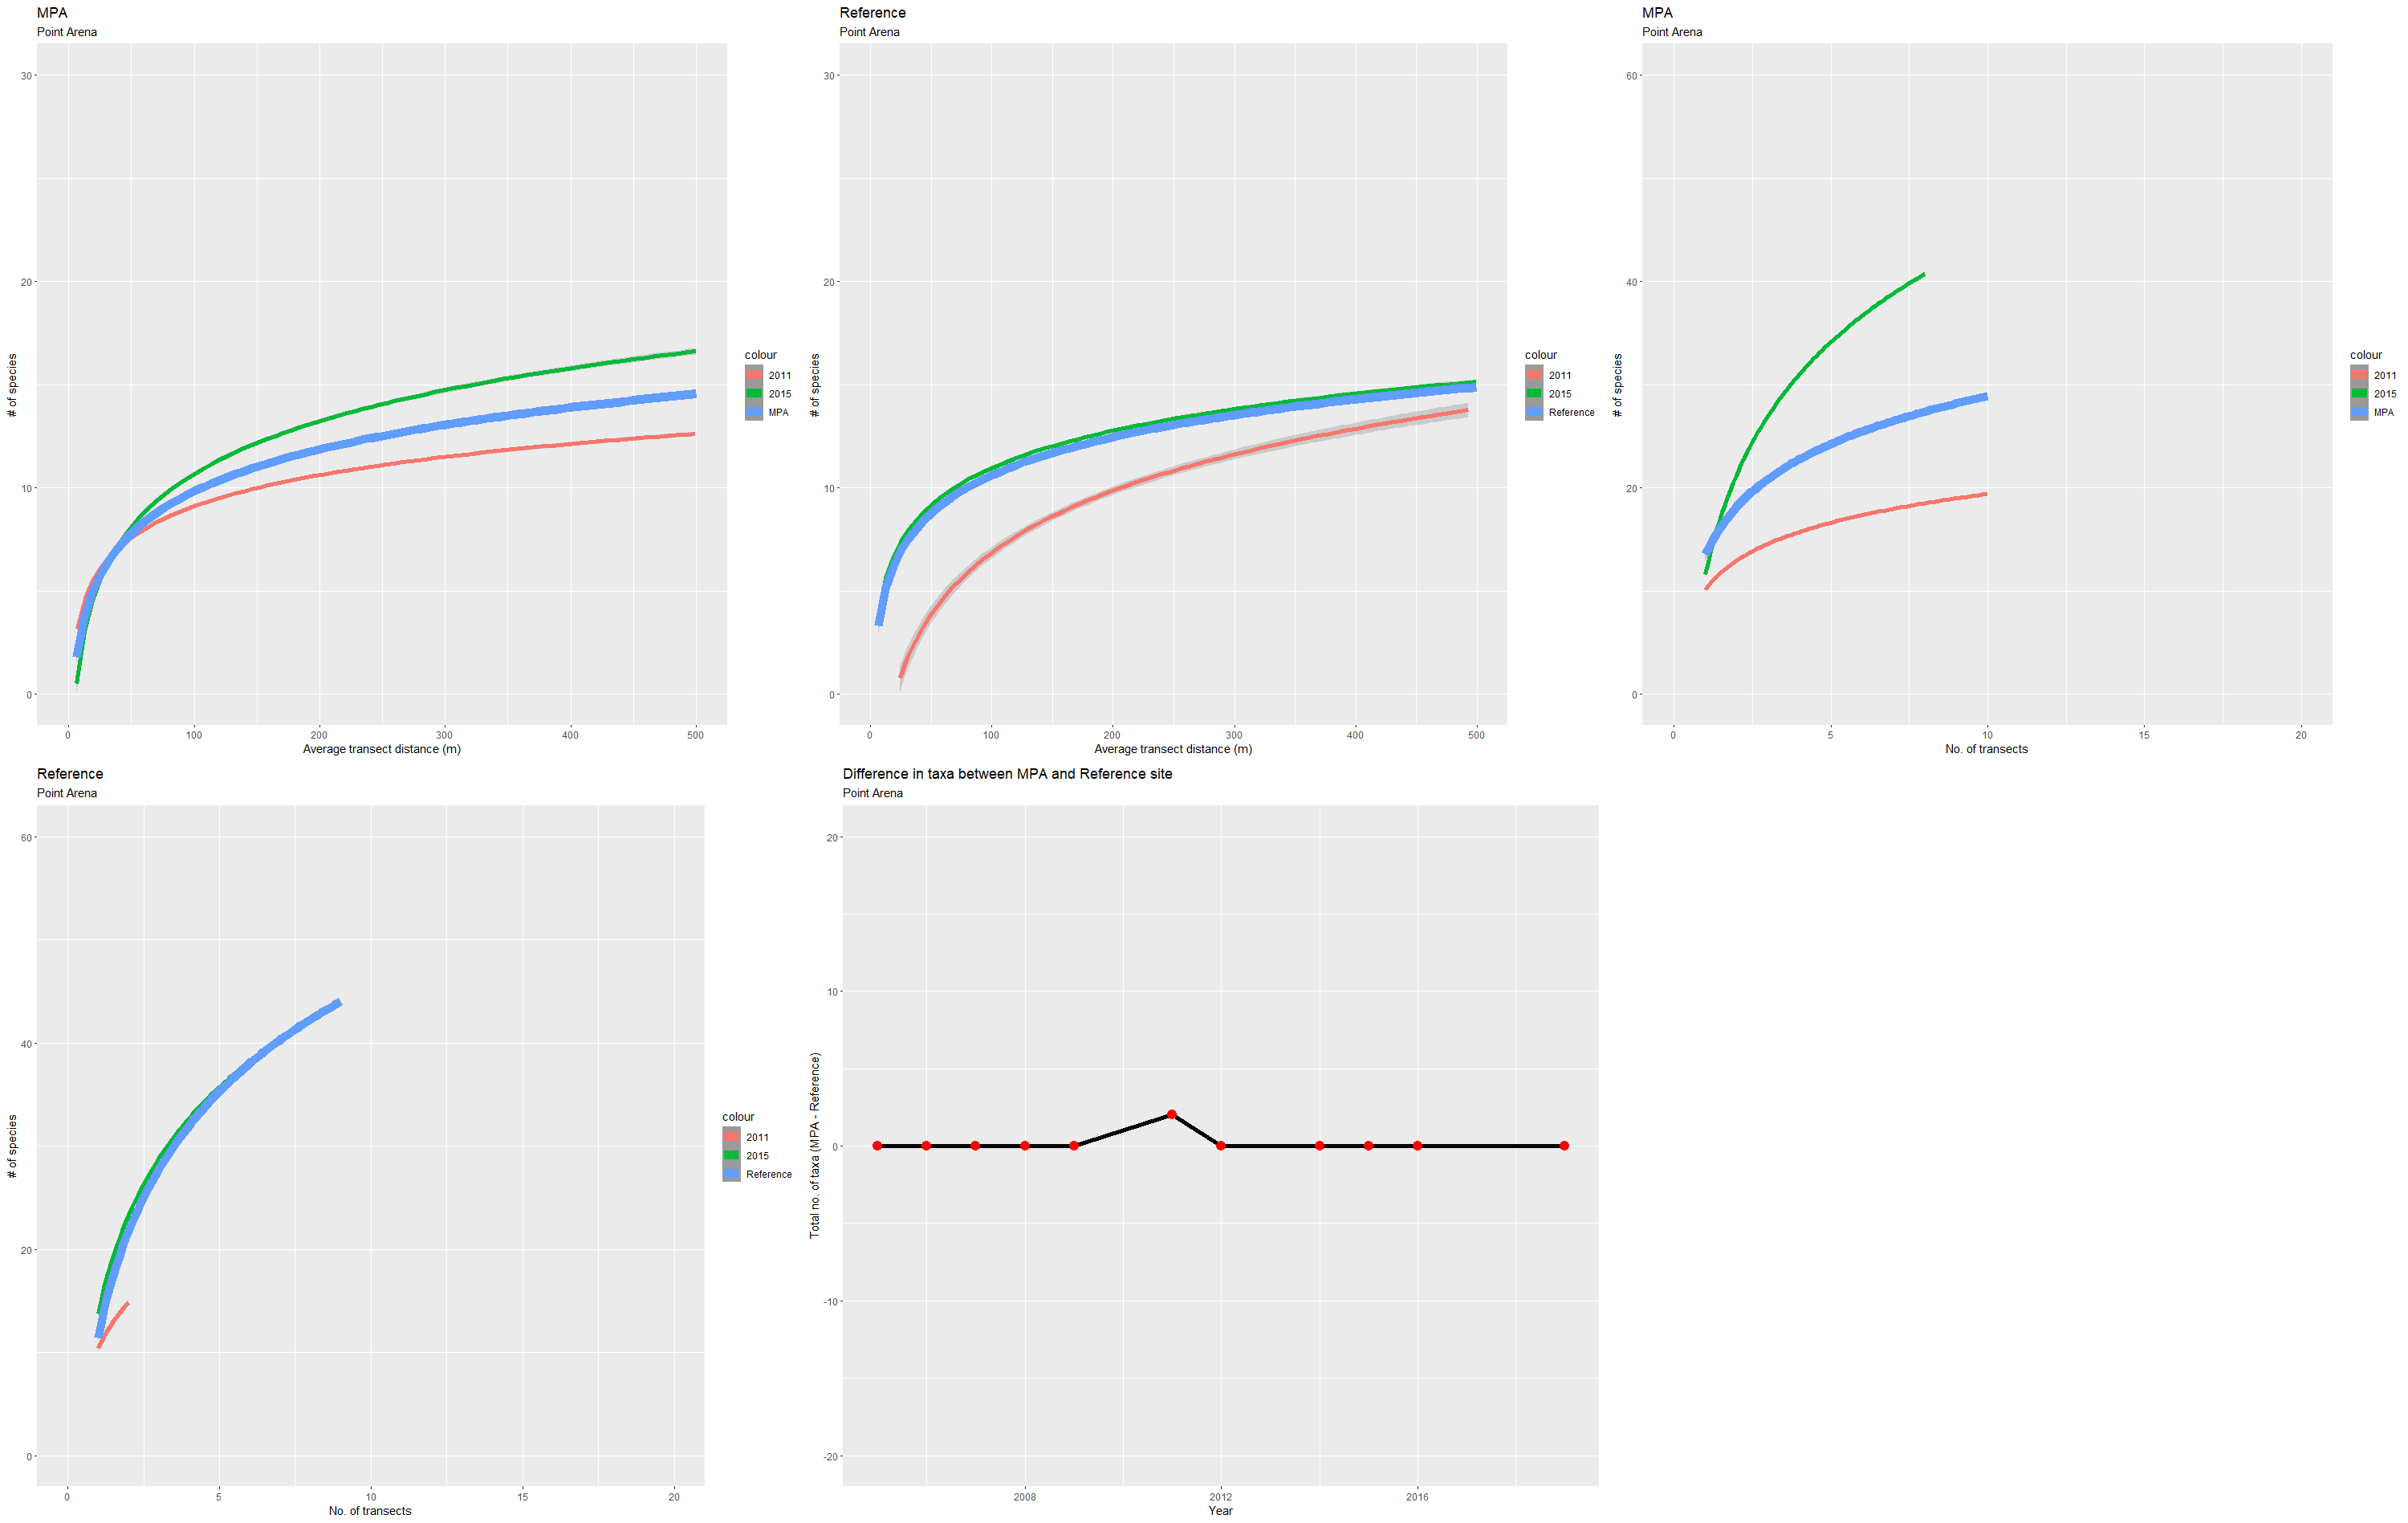 MPA
Point Arena
# of species
30
20
10
0
0 100 200 300 400 500
Average transect distance (m)
colour
2011
2015
MPA
Reference
Point Arena
# of species
30
20
10
0
0 100 200 300 400 500
Average transect distance (m)
colour
2011
2015
Reference
MPA
Point Arena
# of species
60
40
20
0
0 5 10 15 20
No. of transects
colour
2011
2015
MPA
Reference
Point Arena
# of species
60
40
20
0
0 5 10 15 20
No. of transects
colour
2011
2015
Reference
Difference in taxa between MPA and Reference site
Point Arena
Total no. of taxa (MPA - Reference)
20
10
0
-10
-20
2008 2012 2016
Year